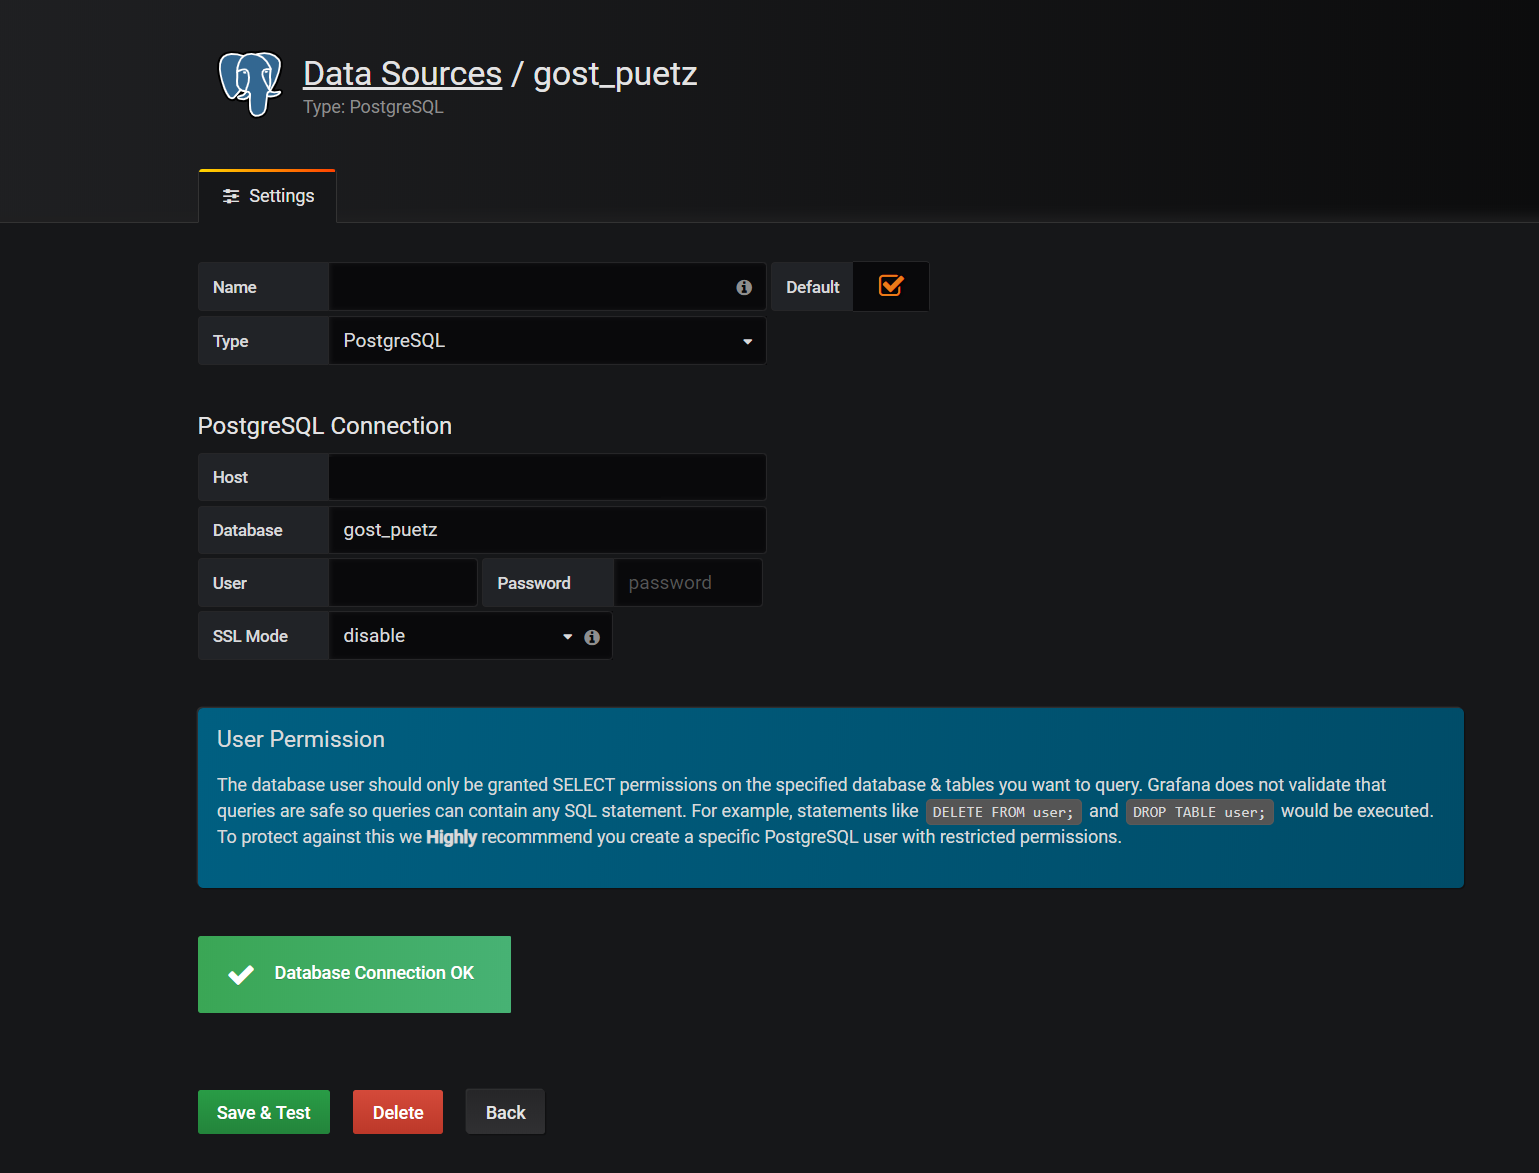 Data Sources / gost_puetz
Type: PostgreSQL
Settings
Name
Default
Type PostgreSQL
PostgreSQL Connection
Host
Database gost_puetz
User Password password
SSL Mode disable
User Permission
The database user should only be granted SELECT permissions on the specified database & tables you want to query. Grafana does not validate that
queries are safe so queries can contain any SQL statement. For example, statements like DELETE FROM user; and DROP TABLE user; would be executed.
To protect against this we Highly recommmend you create a specific PostgreSQL user with restricted permissions.
Database Connection OK
Save & Test Delete Back